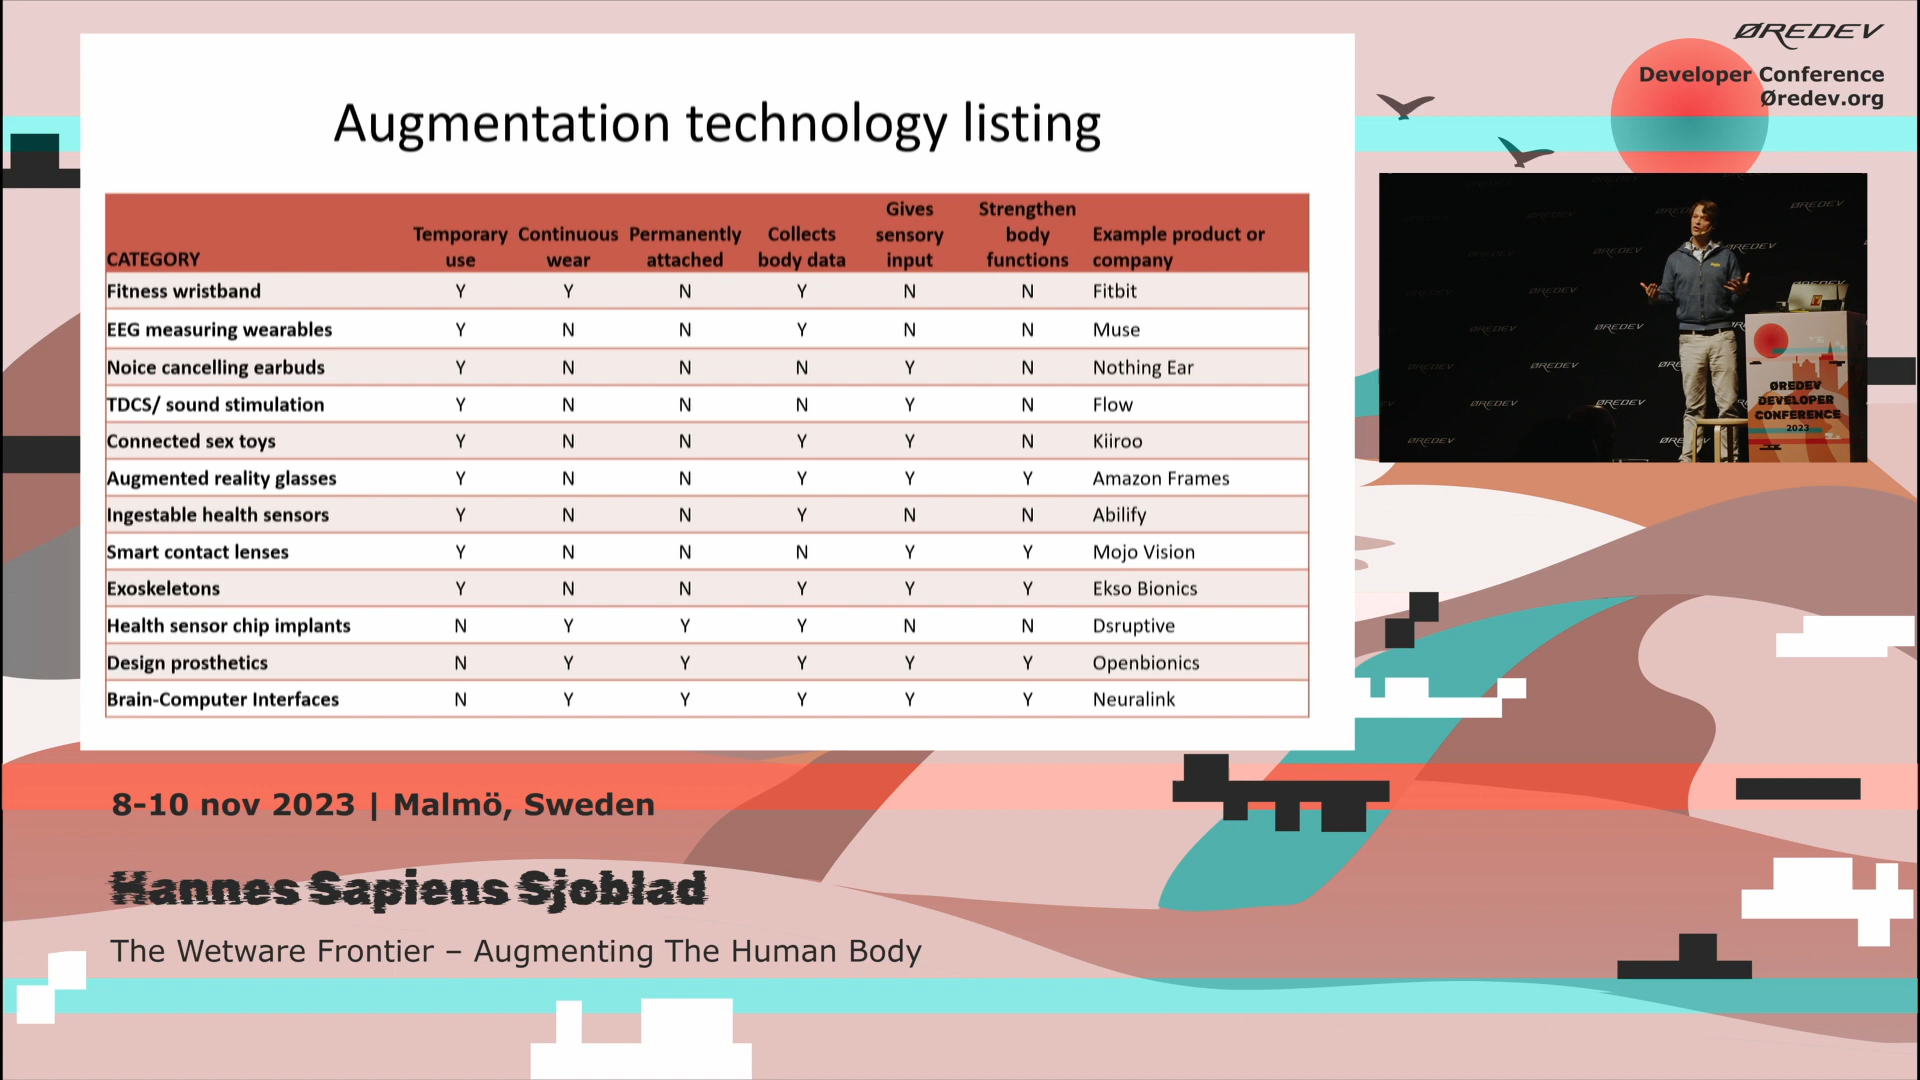 ØREDEV
Developer Conference
Øredev.org
Augmentation technology listing
CATEGORY Temporary use Continuous wear Permanently attached Collects body data Gives sensory input Strengthen body functions Example product or company
Fitness wristband Y Y N Y N N Fitbit
EEG measuring wearables Y N N Y N N Muse
Noice cancelling earbuds Y N N N Y N Nothing Ear
TDCS/ sound stimulation Y N N N Y N Flow
Connected sex toys Y N N Y Y N Kiiroo
Augmented reality glasses Y N N Y Y Y Amazon Frames
Ingestable health sensors Y N N Y N N Abilify
Smart contact lenses Y N N N Y Y Mojo Vision
Exoskeletons Y N N Y Y Y Ekso Bionics
Health sensor chip implants N Y Y Y N N Dsruptive
Design prosthetics N Y Y Y Y Y Openbionics
Brain-Computer Interfaces N Y Y Y Y Y Neuralink
ØREDEV
DEVELOPER
CONFERENCE
2023
8-10 nov 2023 | Malmö, Sweden
Hannes Sapiens Sjoblad
The Wetware Frontier – Augmenting The Human Body